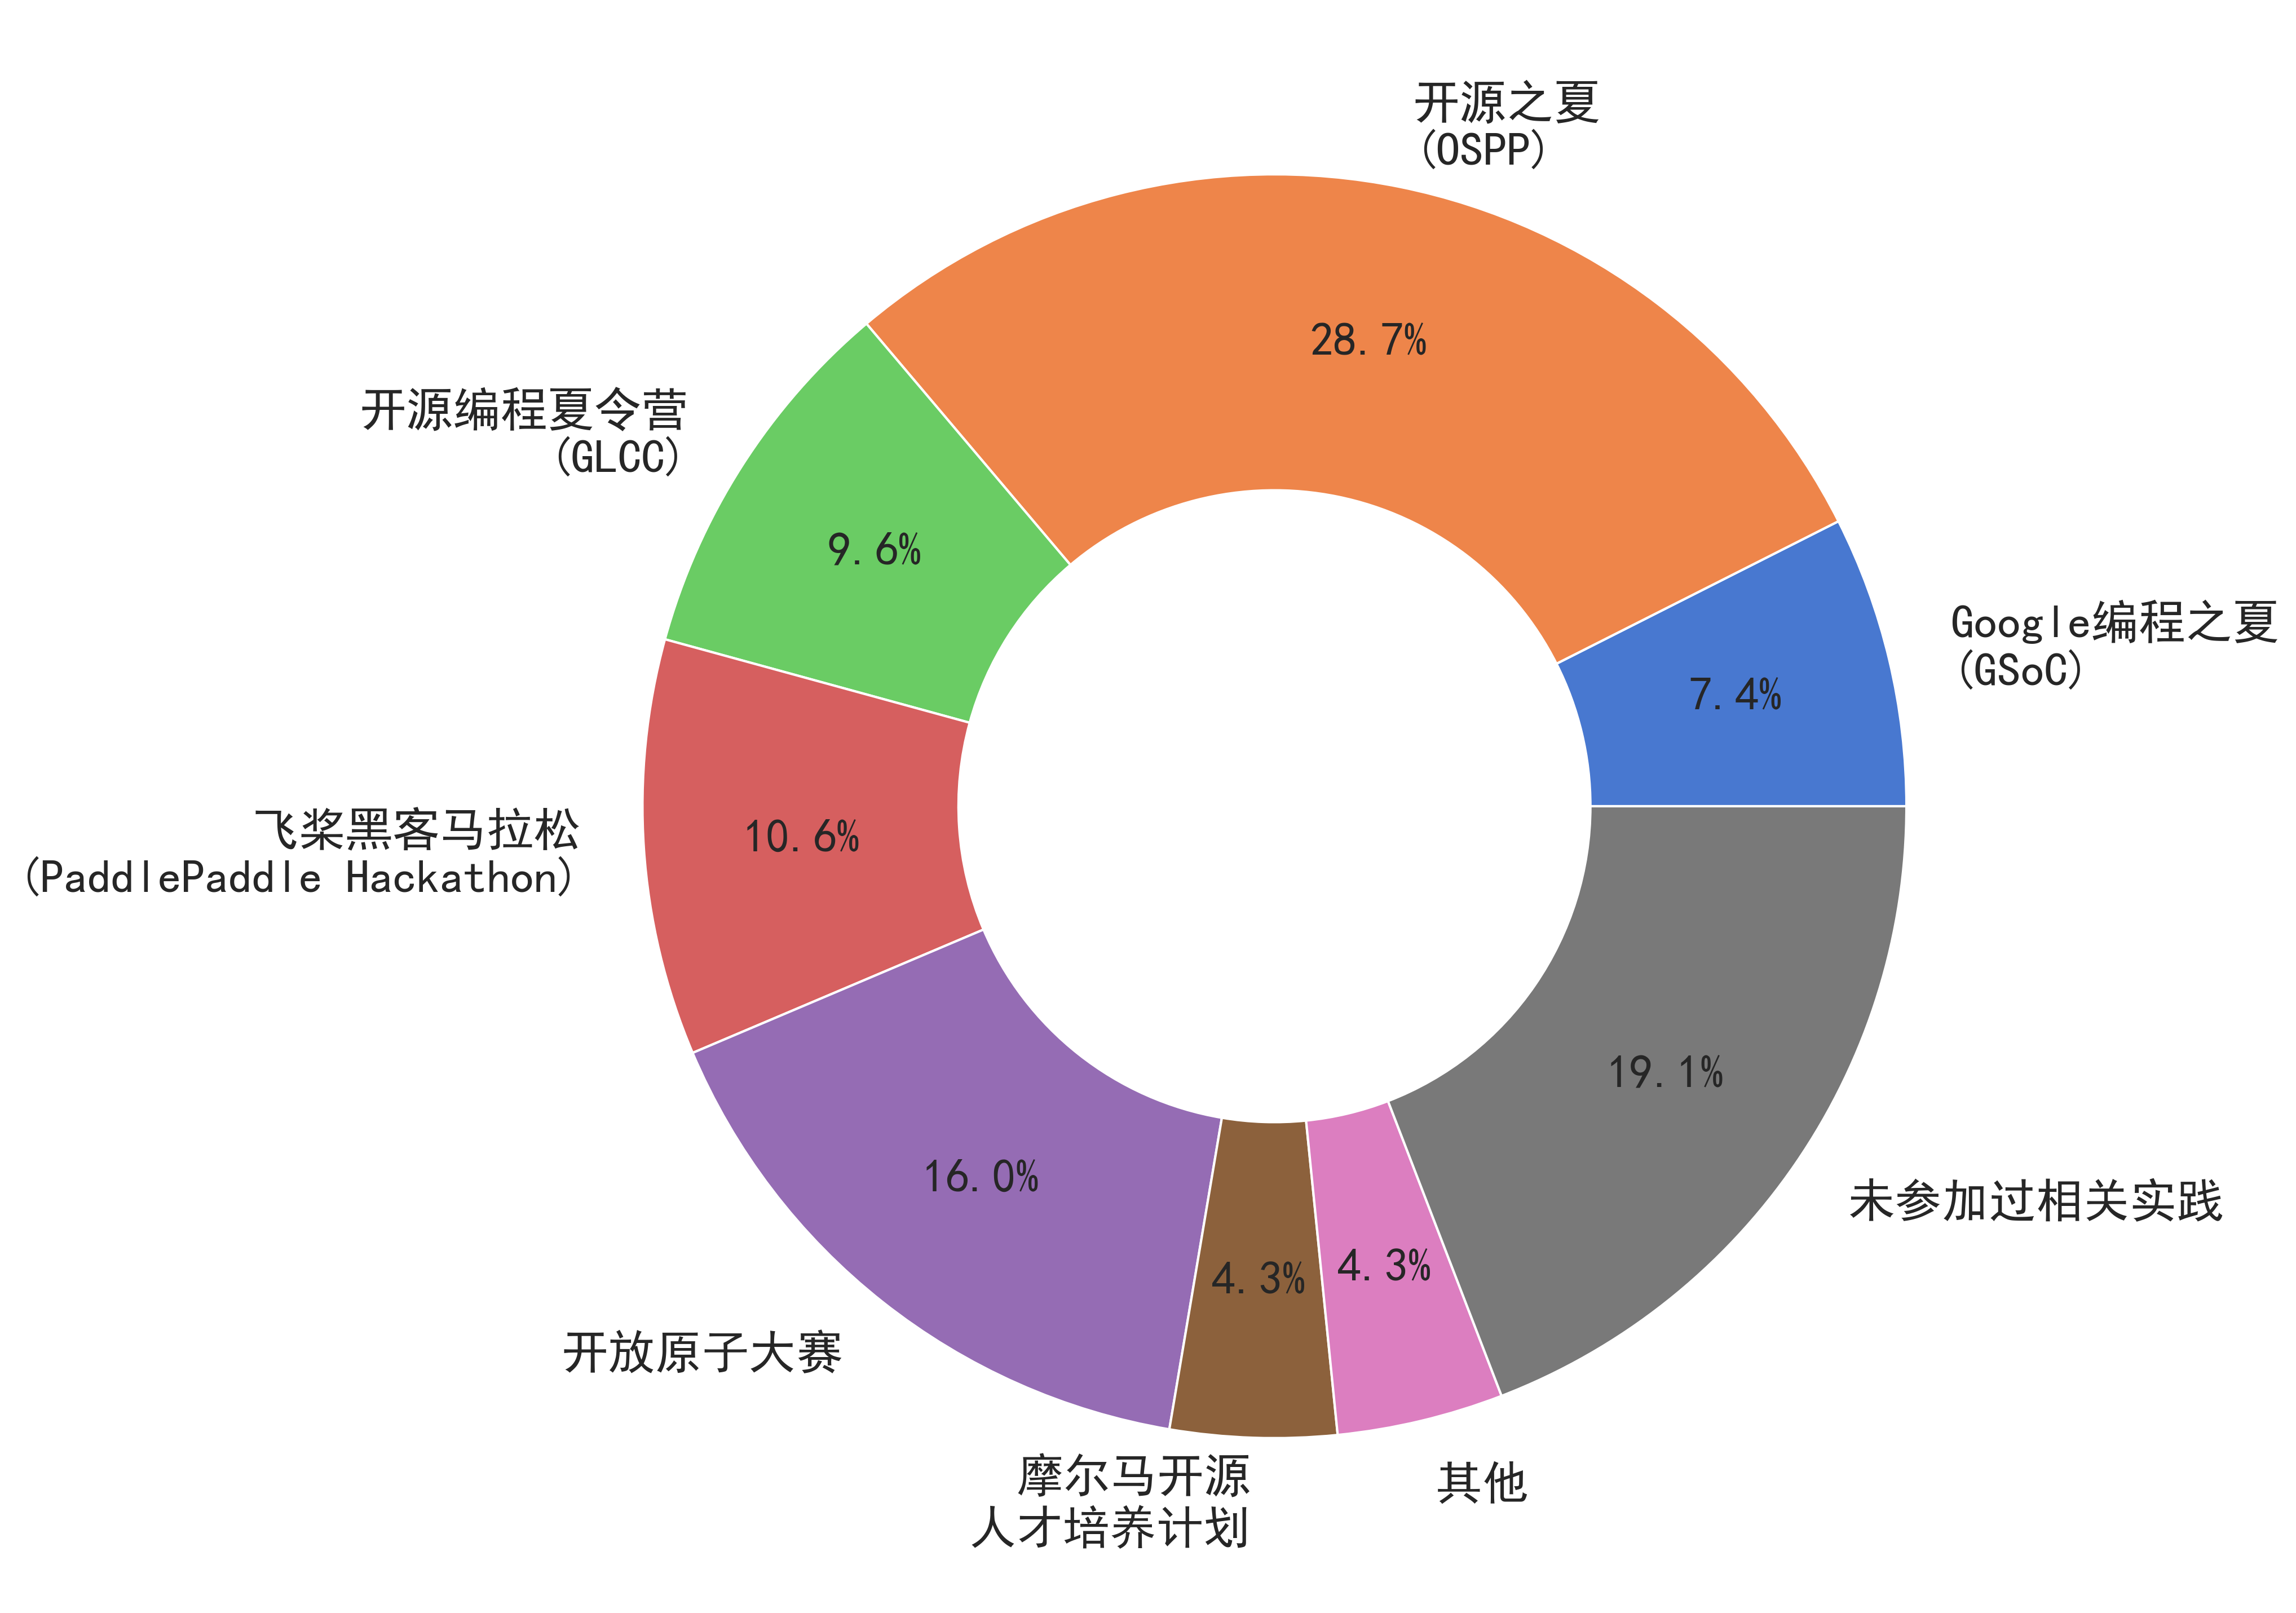 开源之夏
(OSPP)
28.7%
开源编程夏令营
(GLCC)
9.6%
Google编程之夏
(GSoC)
7.4%
飞桨黑客马拉松
(PaddlePaddle Hackathon)
10.6%
19.1%
16.0%
未参加过相关实践
4.3%
4.3%
开放原子大赛
摩尔马开源
人才培养计划
其他